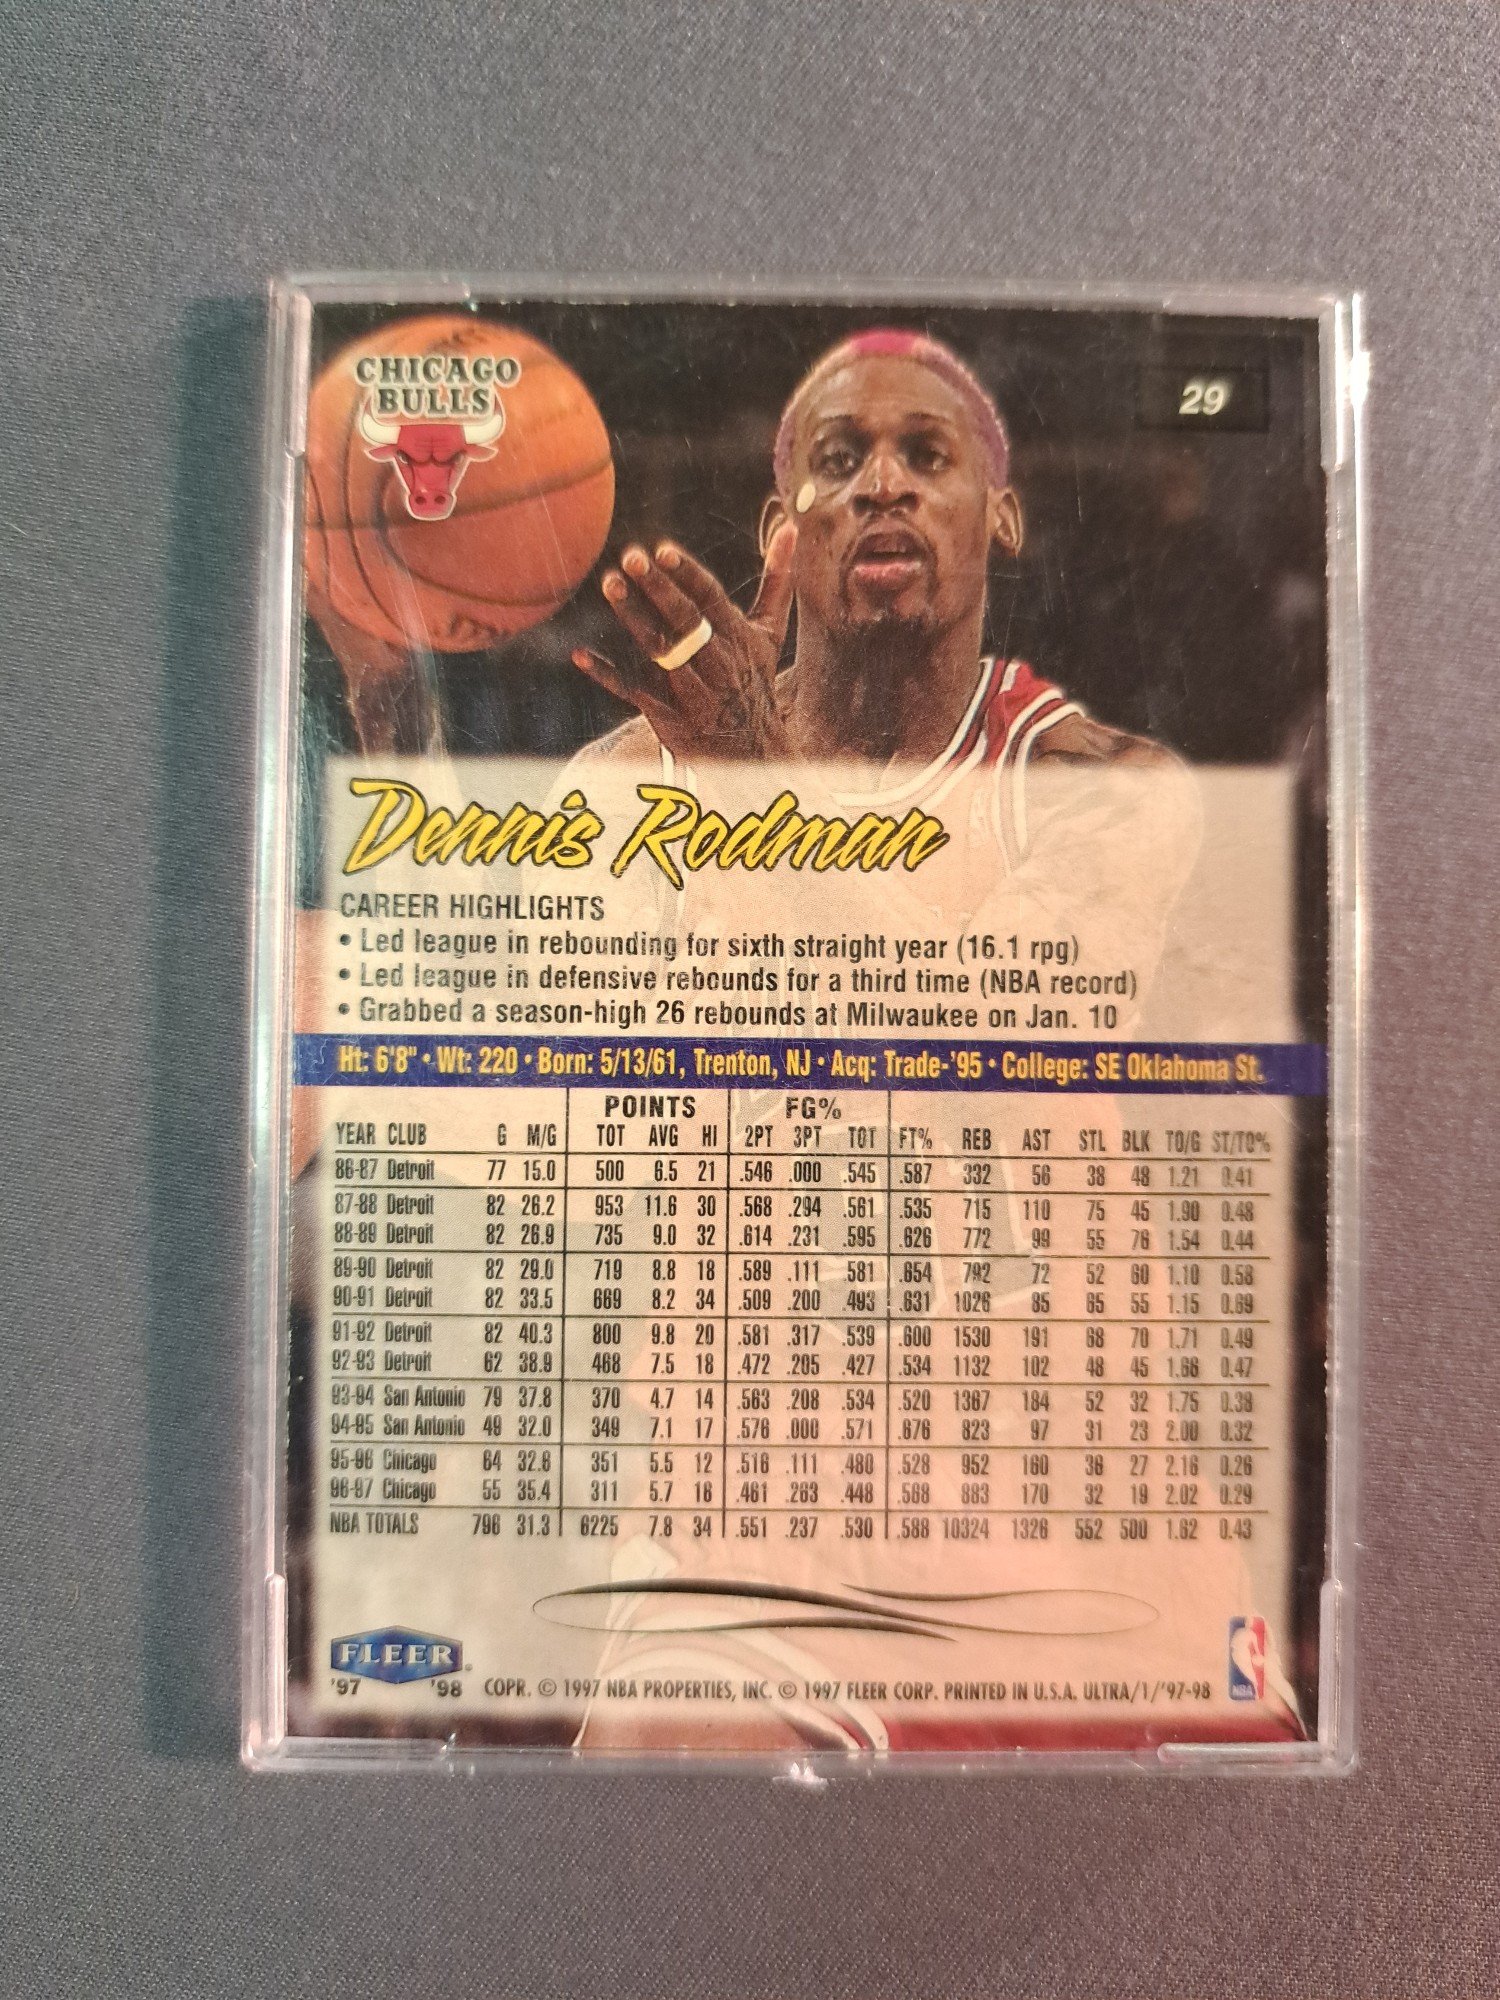 CHICAGO
BULLS
29
Dennis Rodman
CAREER HIGHLIGHTS
• Led league in rebounding for sixth straight year (16.1 rpg)
• Led league in defensive rebounds for a third time (NBA record)
• Grabbed a season-high 26 rebounds at Milwaukee on Jan. 10
Ht: 6'8" • Wt: 220 • Born: 5/13/61, Trenton, NJ • Acq: Trade-'95 • College: SE Oklahoma St.
POINTS FG%
YEAR CLUB G M/G TOT AVG HI 2PT 3PT TOT FT% REB AST STL BLK TO/G ST/TO%
86-87 Detroit 77 15.0 500 6.5 21 .546 .000 .545 .587 332 56 38 48 1.21 0.41
87-88 Detroit 82 26.2 953 11.6 30 .568 .294 .561 .535 715 110 75 45 1.90 0.48
88-89 Detroit 82 26.9 735 9.0 32 .614 .231 .595 .626 772 99 55 76 1.54 0.44
89-90 Detroit 82 29.0 719 8.8 18 .589 .111 .581 .654 792 72 52 60 1.10 0.58
90-91 Detroit 82 33.5 669 8.2 34 .509 .200 .493 .631 1026 85 65 55 1.15 0.69
91-92 Detroit 82 40.3 800 9.8 20 .581 .317 .539 .600 1530 191 68 70 1.71 0.49
92-93 Detroit 62 38.9 468 7.5 18 .472 .205 .427 .534 1132 102 48 45 1.66 0.47
93-94 San Antonio 79 37.8 370 4.7 14 .563 .208 .534 .520 1367 184 52 32 1.75 0.38
94-95 San Antonio 49 32.0 349 7.1 17 .576 .000 .571 .676 823 97 31 23 2.00 0.32
95-96 Chicago 64 32.6 351 5.5 12 .516 .111 .480 .528 952 160 36 27 2.16 0.26
96-97 Chicago 55 35.4 311 5.7 16 .461 .263 .448 .568 883 170 32 19 2.02 0.29
NBA TOTALS 796 31.3 6225 7.8 34 .551 .237 .530 .588 10324 1326 552 500 1.62 0.43
FLEER
'97 '98 COPR. © 1997 NBA PROPERTIES, INC. © 1997 FLEER CORP. PRINTED IN U.S.A. ULTRA/1/'97-98
NBA